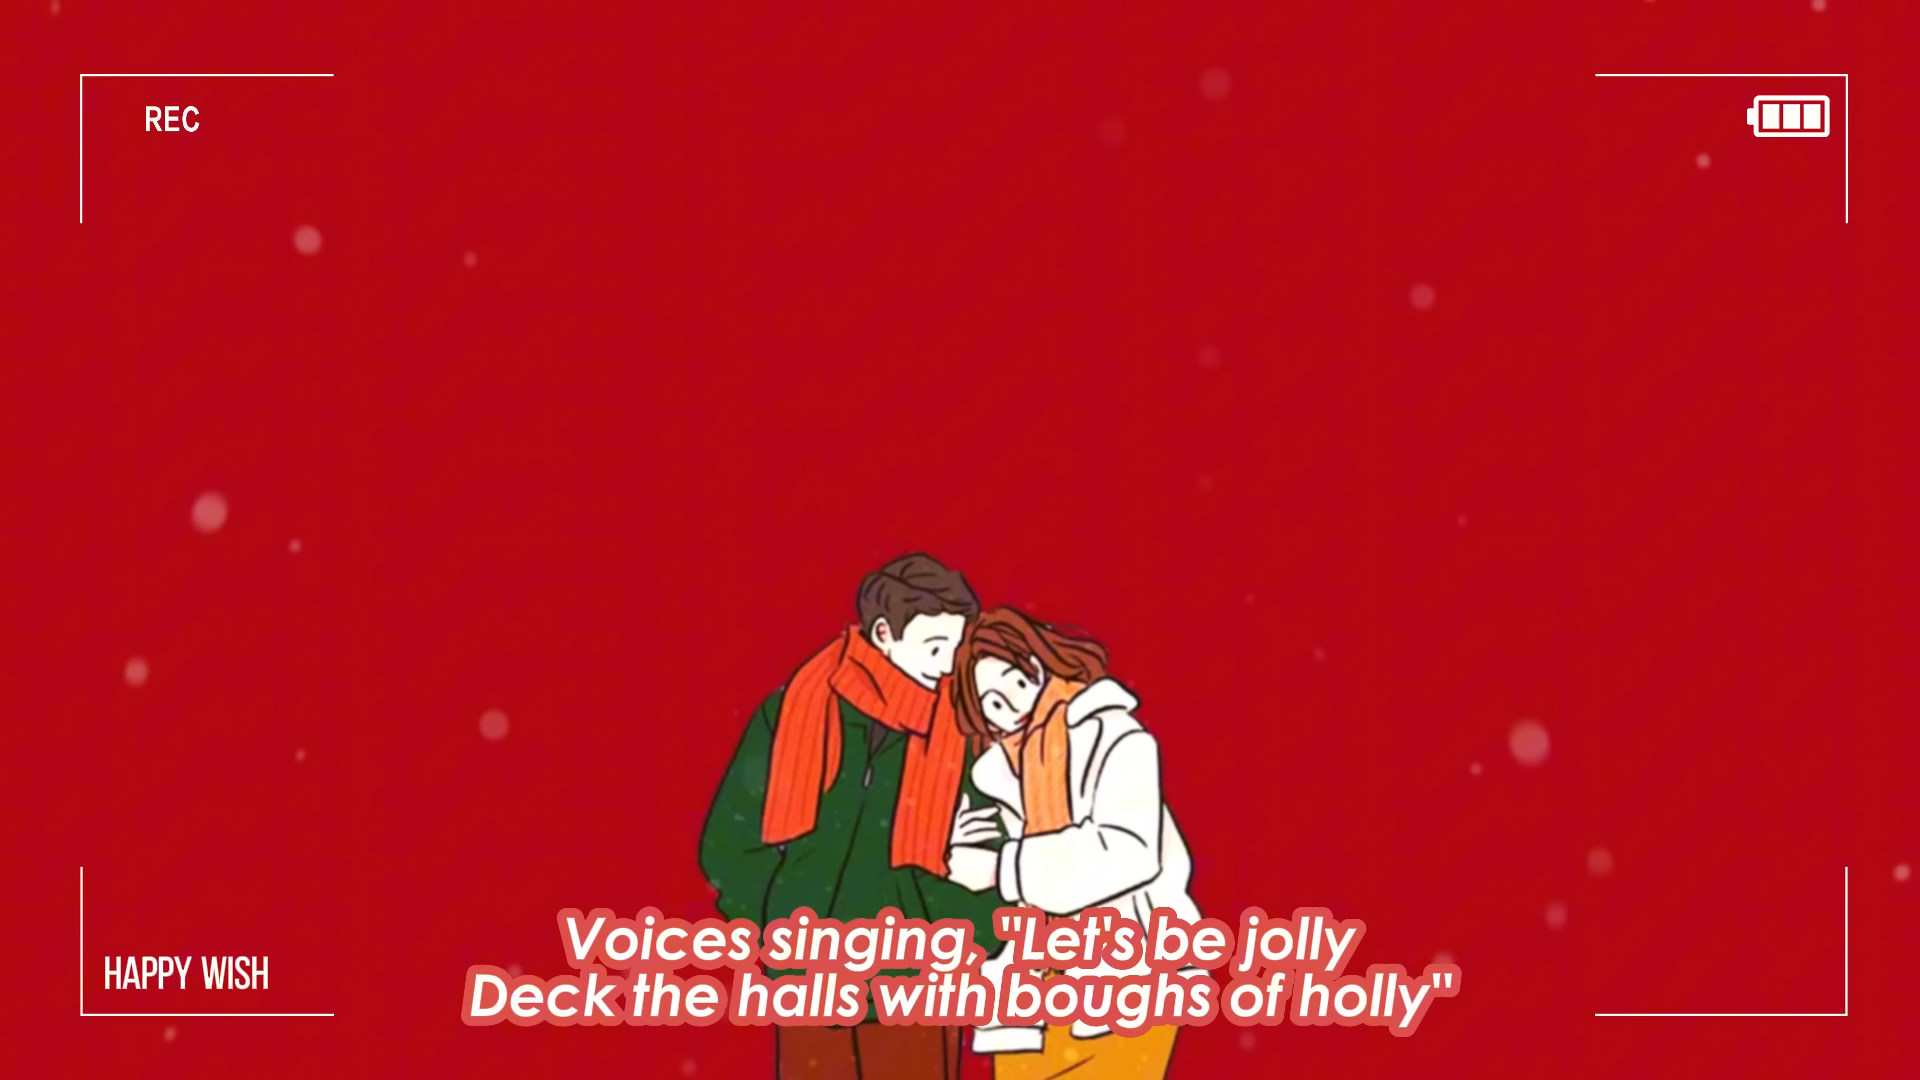 REC
Voices singing, "Let's be jolly
Deck the halls with boughs of holly"
HAPPY WISH